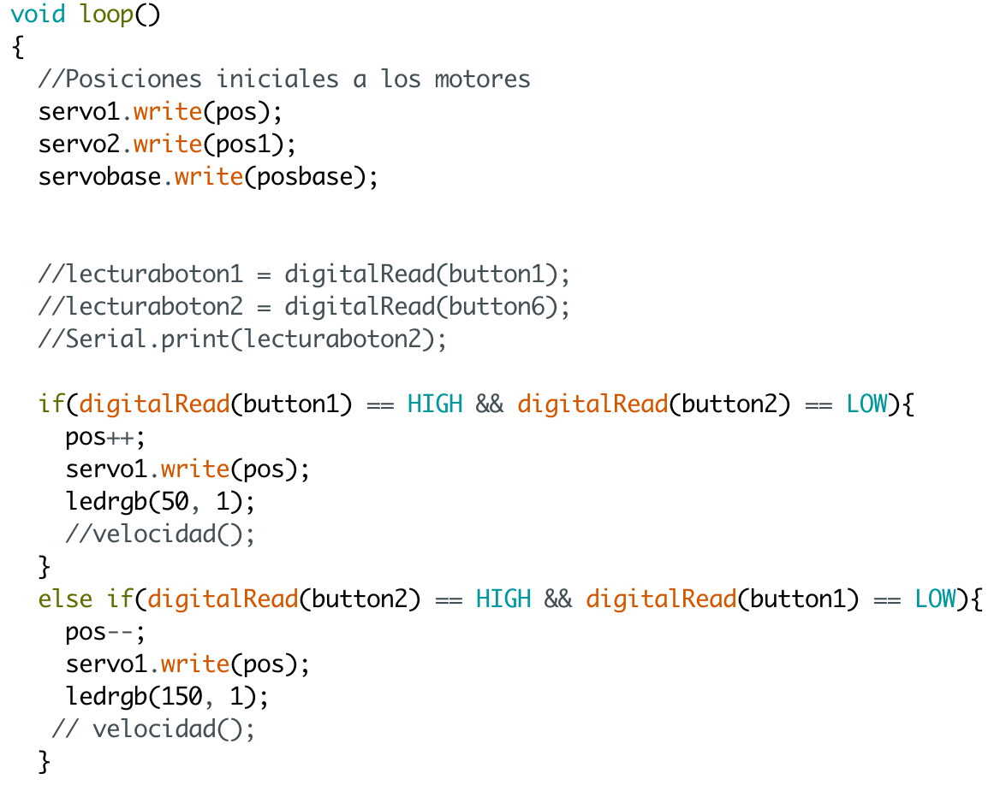 void loop()
{
  //Posiciones iniciales a los motores
  servo1.write(pos);
  servo2.write(pos1);
  servobase.write(posbase);
  //lecturaboton1 = digitalRead(button1);
  //lecturaboton2 = digitalRead(button6);
  //Serial.print(lecturaboton2);
  if(digitalRead(button1) == HIGH && digitalRead(button2) == LOW){
    pos++;
    servo1.write(pos);
    ledrgb(50, 1);
    //velocidad();
  }
  else if(digitalRead(button2) == HIGH && digitalRead(button1) == LOW){
    pos--;
    servo1.write(pos);
    ledrgb(150, 1);
   // velocidad();
  }